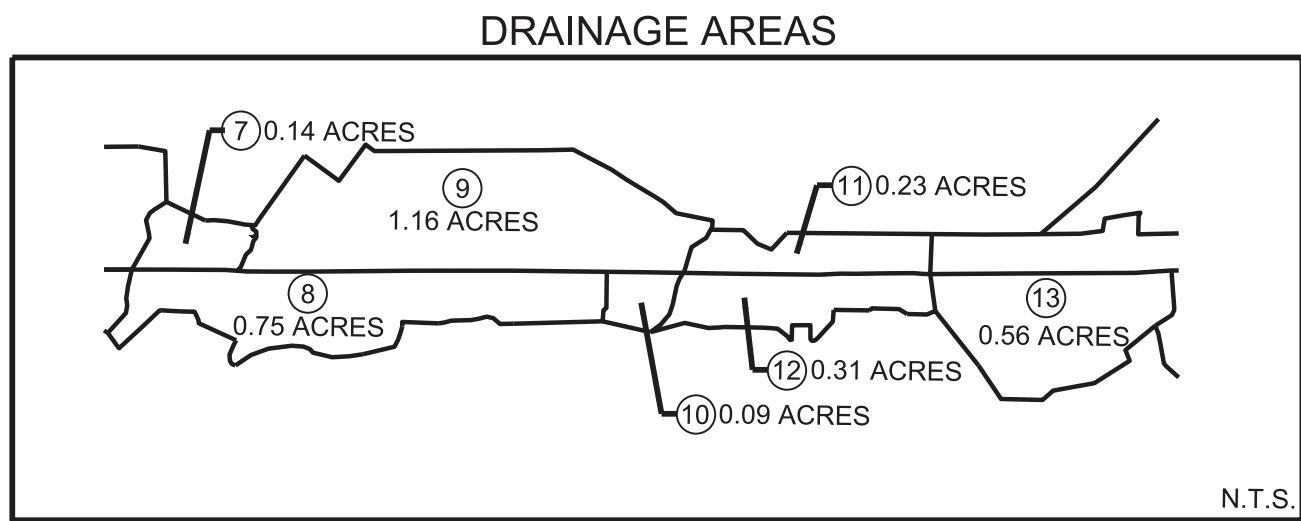 DRAINAGE AREAS
7 0.14 ACRES
9
1.16 ACRES
11 0.23 ACRES
8
0.75 ACRES
13
0.56 ACRES
12 0.31 ACRES
10 0.09 ACRES
N.T.S.